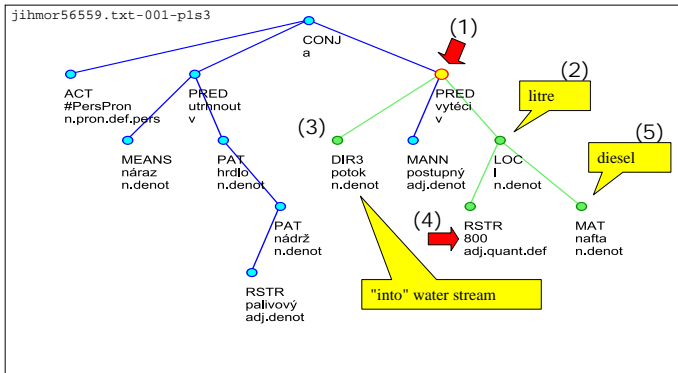 jihmor56559.txt-001-p1s3
CONJ
a
(1)
ACT
#PersPron
n.pron.def.pers
PRED
utrhnout
v
PRED
vytéci
v
(2)
litre
(3)
(5)
diesel
MEANS
náraz
n.denot
PAT
hrdlo
n.denot
DIR3
potok
n.denot
MANN
postupný
adj.denot
LOC
l
n.denot
(4)
PAT
nádrž
n.denot
RSTR
800
adj.quant.def
MAT
nafta
n.denot
RSTR
palivový
adj.denot
"into" water stream